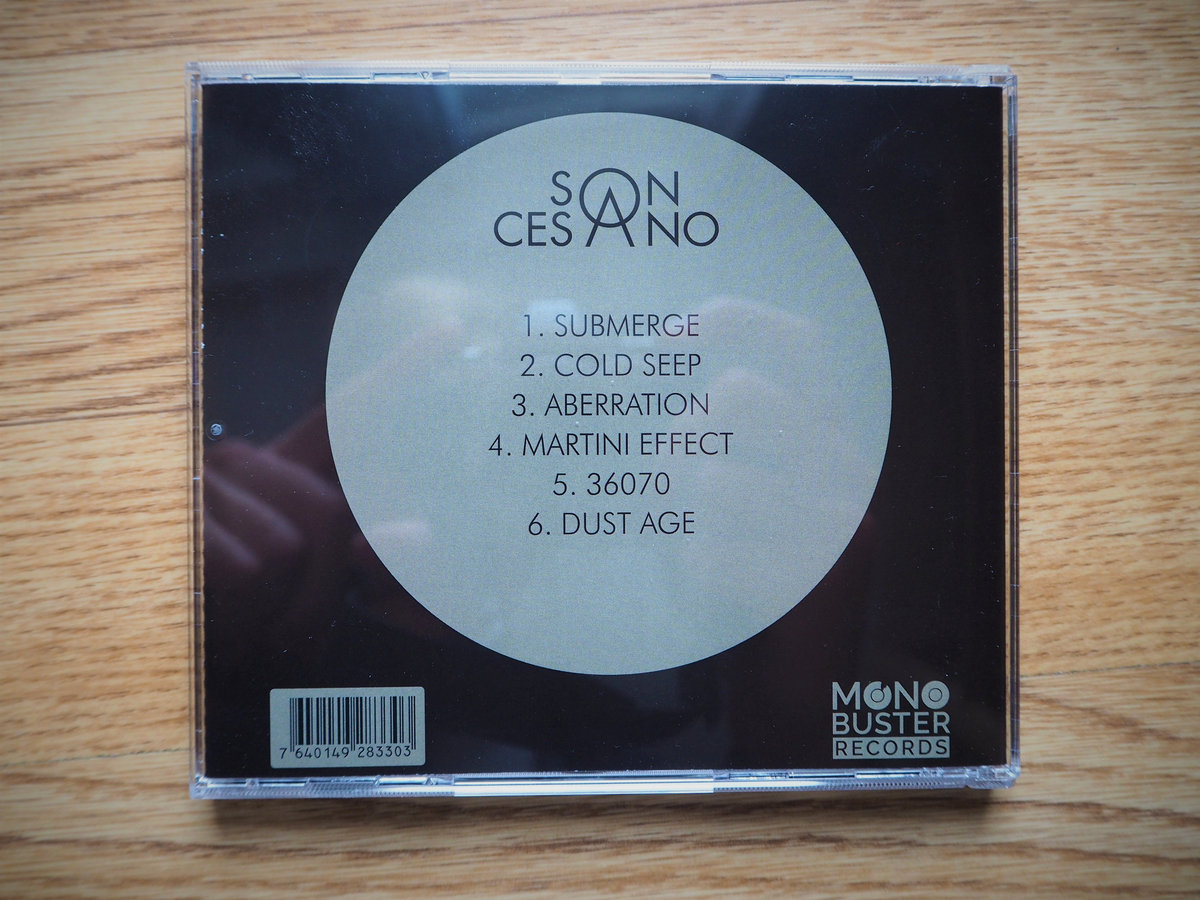 SON
CESANO
1. SUBMERGE
2. COLD SEEP
3. ABERRATION
4. MARTINI EFFECT
5. 36070
6. DUST AGE
7 640149 283303
MONO
BUSTER
RECORDS